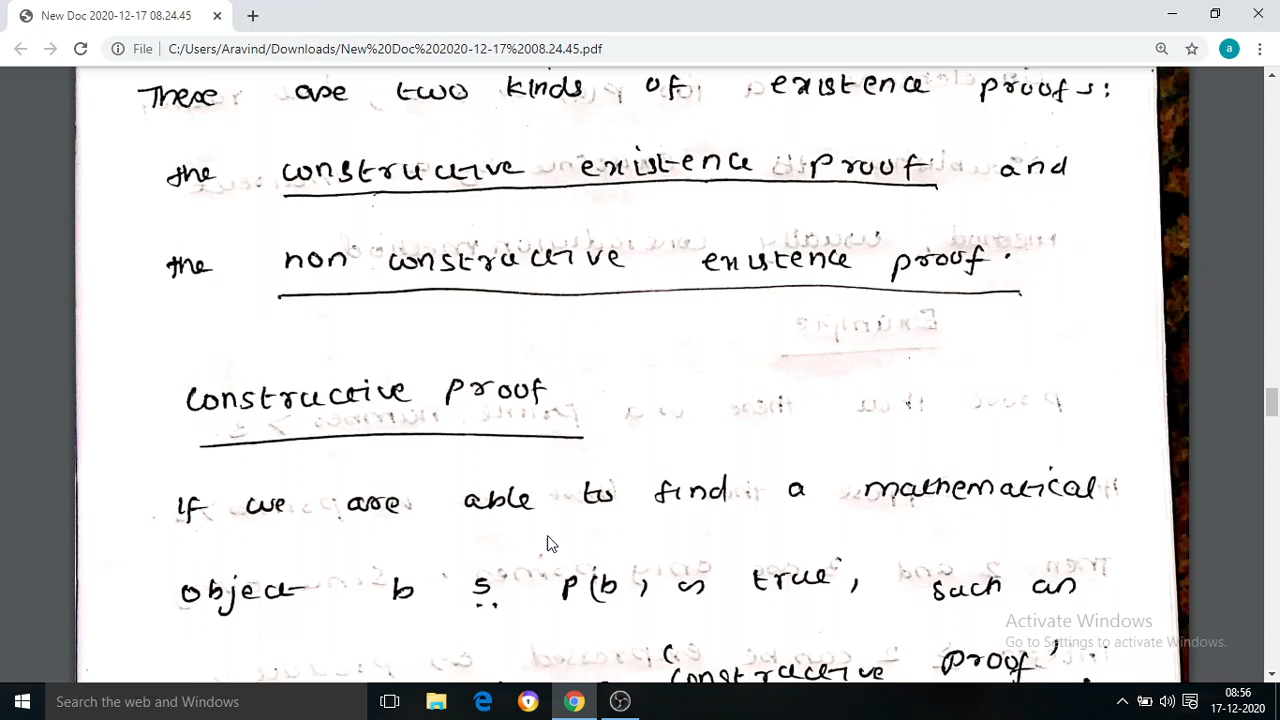 New Doc 2020-12-17 08.24.45
File
C:/Users/Aravind/Downloads/New%20Doc%202020-12-17%2008.24.45.pdf
a
There are two kinds of existence proofs:
the constructive existence proof and
the non constructive existence proof.
Constructive Proof
If we are able to find a mathematical
object b P(b) is true, such an
constructive proof
Activate Windows
Go to Settings to activate Windows.
Search the web and Windows
08:56
17-12-2020